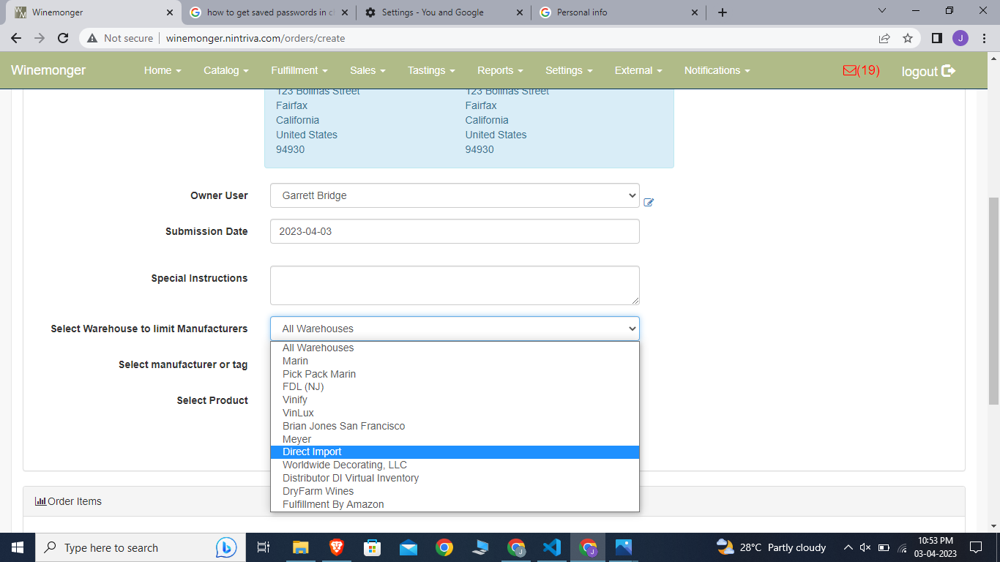 Winemonger
how to get saved passwords in c
Settings - You and Google
Personal info
Not secure
winemonger.nintriva.com/orders/create
J
Winemonger
Home
Catalog
Fulfillment
Sales
Tastings
Reports
Settings
External
Notifications
(19)
logout
123 Bolinas Street 123 Bolinas Street
Fairfax Fairfax
California California
United States United States
94930 94930
Owner User Garrett Bridge
Submission Date 2023-04-03
Special Instructions
Select Warehouse to limit Manufacturers All Warehouses
All Warehouses
Marin
Select manufacturer or tag
Pick Pack Marin
FDL (NJ)
Select Product
Vinify
VinLux
Brian Jones San Francisco
Meyer
Direct Import
Worldwide Decorating, LLC
Distributor DI Virtual Inventory
DryFarm Wines
Fulfillment By Amazon
Order Items
Type here to search
28°C Partly cloudy
10:53 PM
03-04-2023